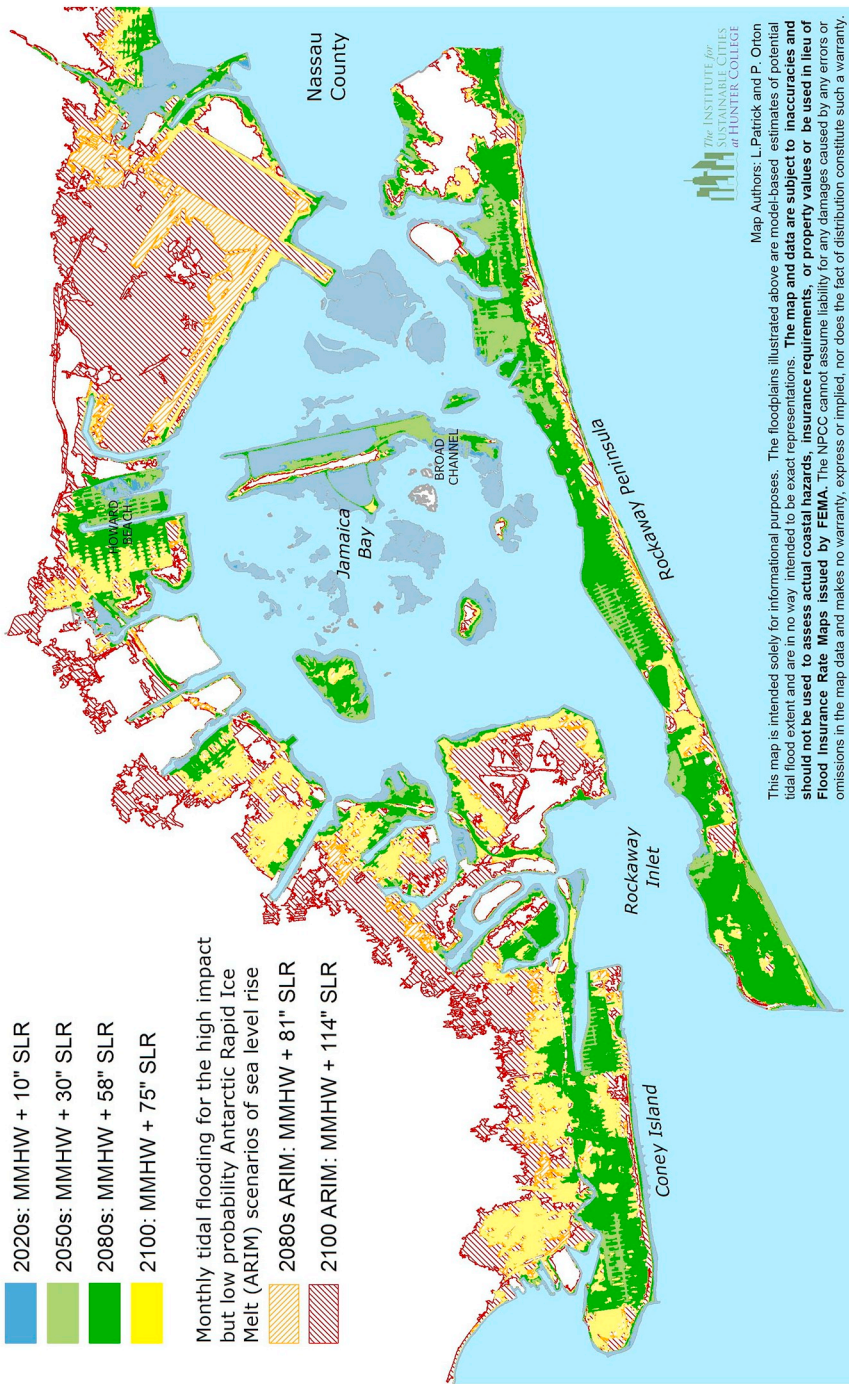 2020s: MMHW + 10" SLR
2050s: MMHW + 30" SLR
2080s: MMHW + 58" SLR
2100: MMHW + 75" SLR
Monthly tidal flooding for the high impact
but low probability Antarctic Rapid Ice
Melt (ARIM) scenarios of sea level rise
2080s ARIM: MMHW + 81" SLR
2100 ARIM: MMHW + 114" SLR
HOWARD
BEACH
Nassau
County
Jamaica
Bay
BROAD
CHANNEL
Rockaway
Inlet
Rockaway Peninsula
Coney Island
The INSTITUTE for
SUSTAINABLE CITIES
at HUNTER COLLEGE
Map Authors: L.Patrick and P. Orton
This map is intended solely for informational purposes. The floodplains illustrated above are model-based estimates of potential
tidal flood extent and are in no way intended to be exact representations. The map and data are subject to inaccuracies and
should not be used to assess actual coastal hazards, insurance requirements, or property values or be used in lieu of
Flood Insurance Rate Maps issued by FEMA. The NPCC cannot assume liability for any damages caused by any errors or
omissions in the map data and makes no warranty, express or implied, nor does the fact of distribution constitute such a warranty.